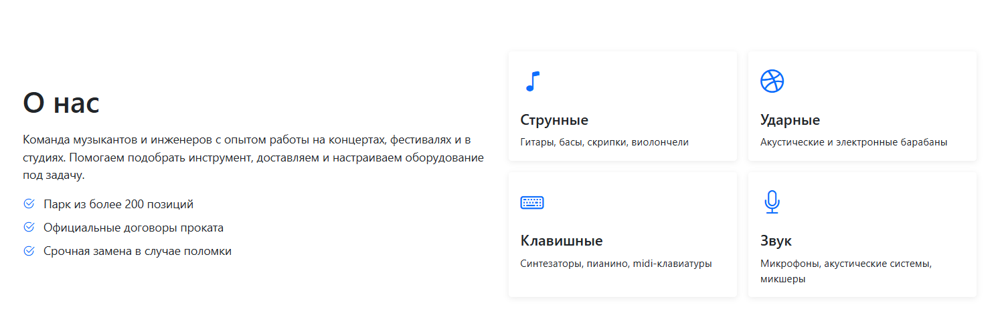 О нас
Команда музыкантов и инженеров с опытом работы на концертах, фестивалях и в
студиях. Помогаем подобрать инструмент, доставляем и настраиваем оборудование
под задачу.
Парк из более 200 позиций
Официальные договоры проката
Срочная замена в случае поломки
Струнные
Гитары, басы, скрипки, виолончели
Ударные
Акустические и электронные барабаны
Клавишные
Синтезаторы, пианино, midi-клавиатуры
Звук
Микрофоны, акустические системы,
микшеры